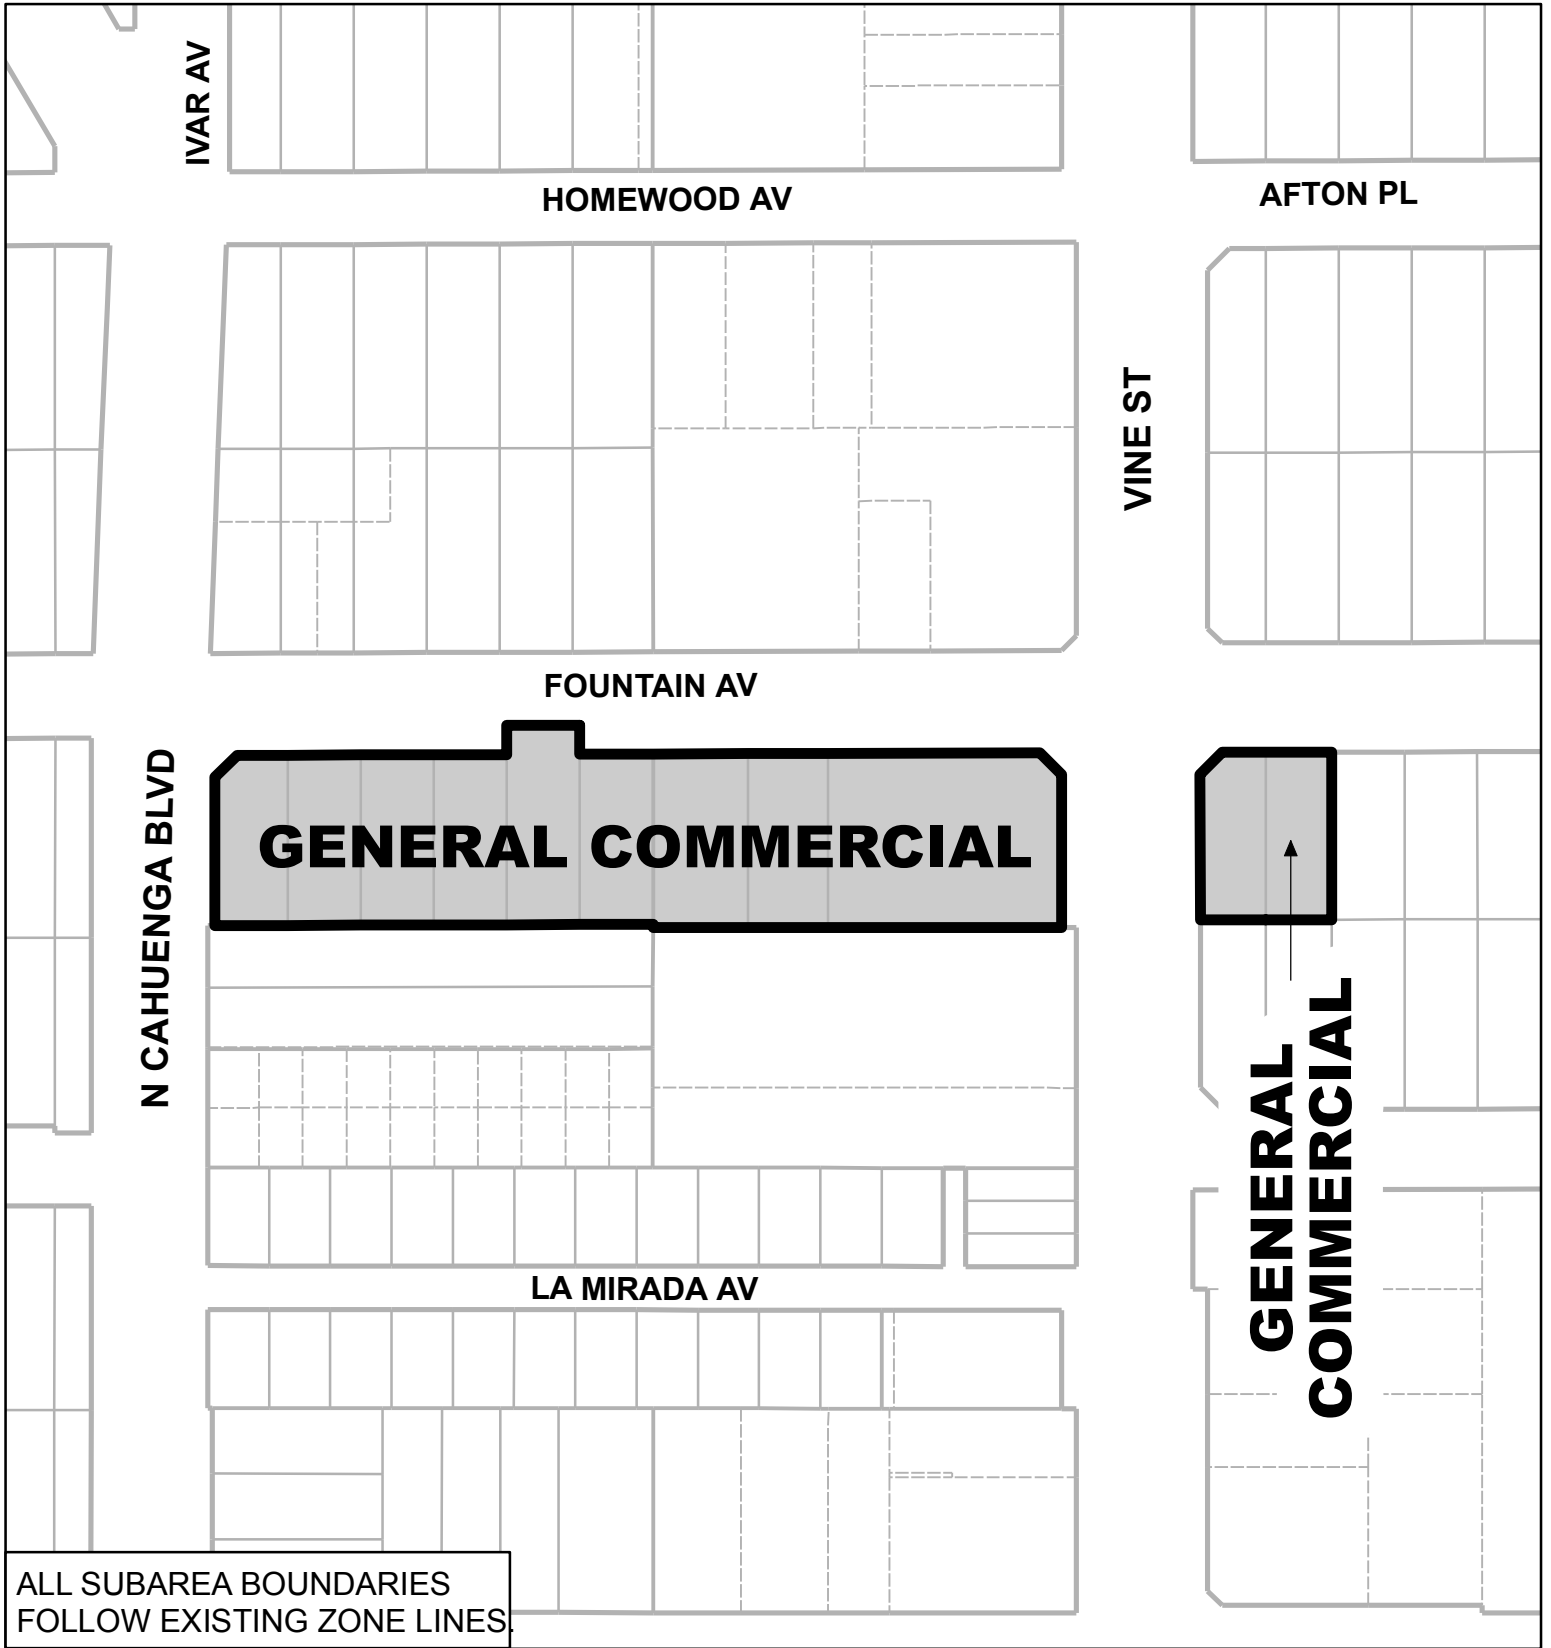 IVAR AV
HOMEWOOD AV
AFTON PL
VINE ST
FOUNTAIN AV
N CAHUENGA BLVD
GENERAL COMMERCIAL
GENERAL
COMMERCIAL
LA MIRADA AV
ALL SUBAREA BOUNDARIES
FOLLOW EXISTING ZONE LINES.